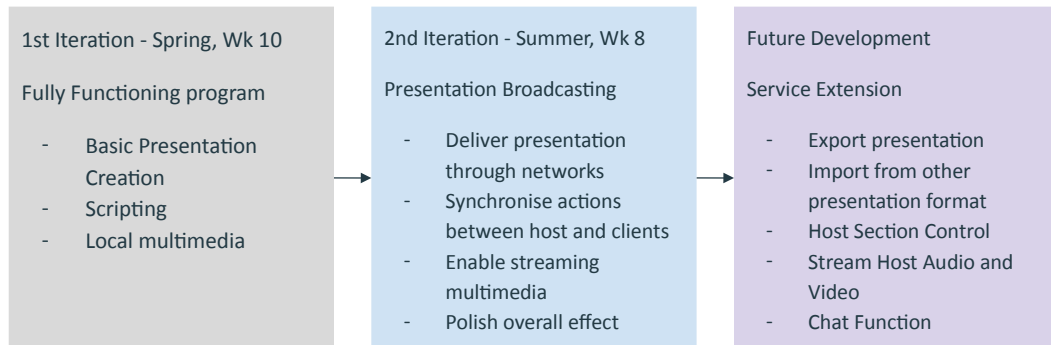 1st Iteration - Spring, Wk 10
Fully Functioning program
- Basic Presentation
Creation
- Scripting
- Local multimedia
2nd Iteration - Summer, Wk 8
Presentation Broadcasting
- Deliver presentation
through networks
- Synchronise actions
between host and clients
- Enable streaming
multimedia
- Polish overall effect
Future Development
Service Extension
- Export presentation
- Import from other
presentation format
- Host Section Control
- Stream Host Audio and
Video
- Chat Function